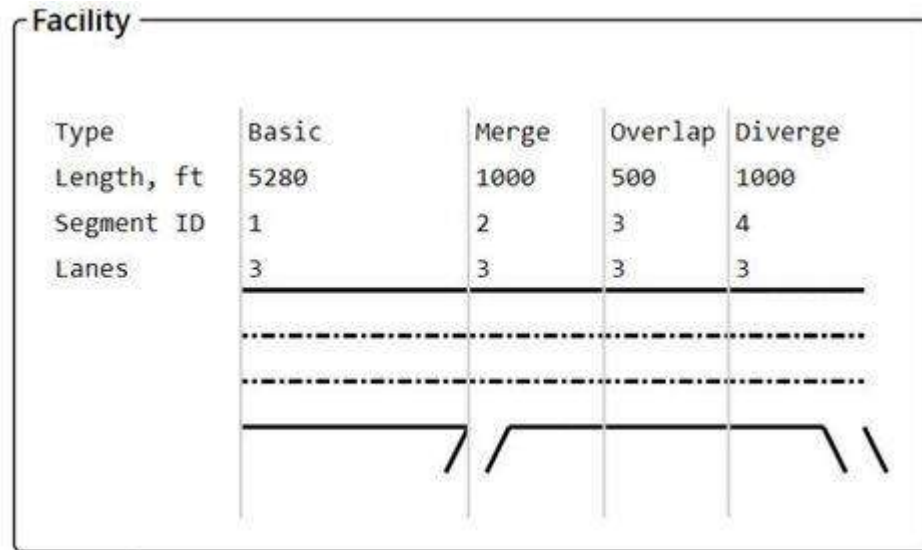 Facility
Type Basic Merge Overlap Diverge
Length, ft 5280 1000 500 1000
Segment ID 1 2 3 4
Lanes 3 3 3 3